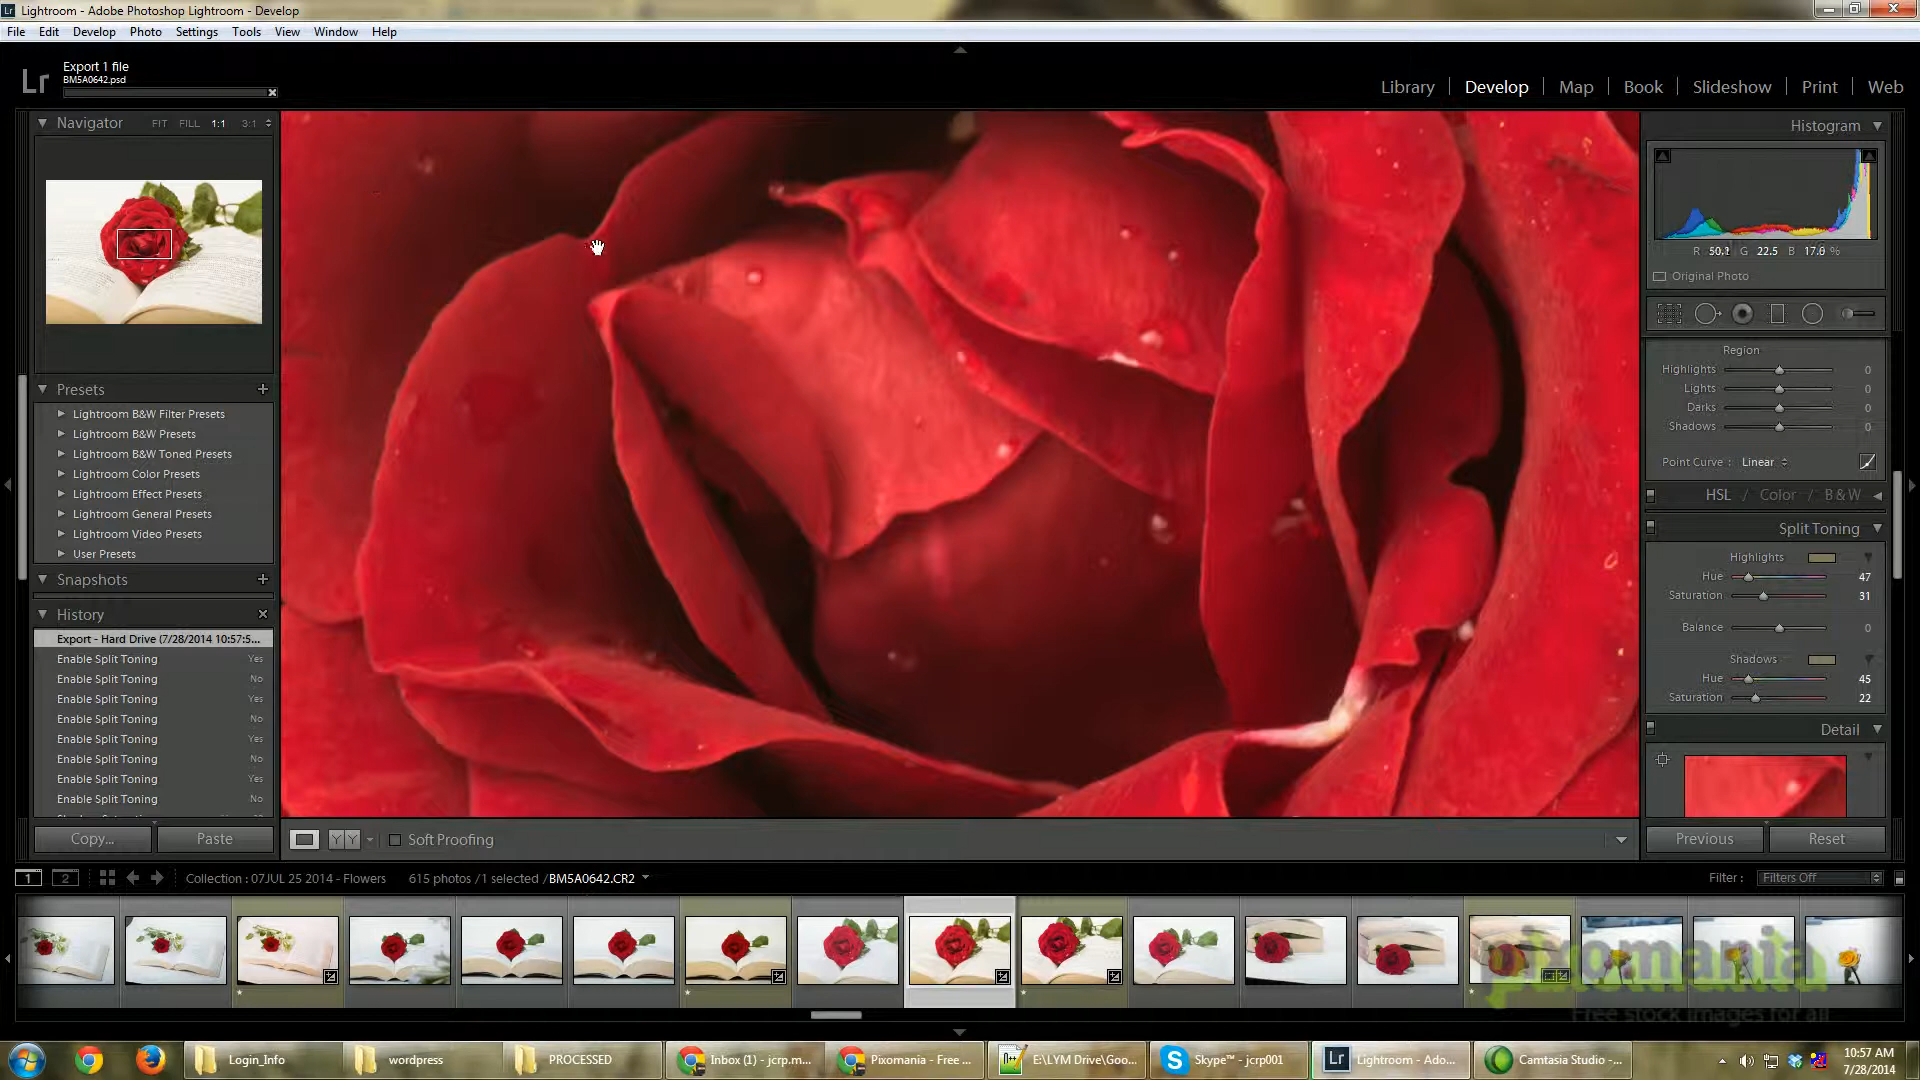 Lightroom - Adobe Photoshop Lightroom - Develop
File Edit Develop Photo Settings Tools View Window Help
Lr
Export 1 file
BM5A0642.psd
Library Develop Map Book Slideshow Print Web
Navigator FIT FILL 1:1 3:1
Histogram
R 50.1 G 22.5 B 17.0 %
Original Photo
Region
Highlights 0
Lights 0
Darks 0
Shadows 0
Point Curve : Linear
HSL / Color / B & W
Split Toning
Highlights
Hue 47
Saturation 31
Balance 0
Shadows
Hue 45
Saturation 22
Detail
Previous Reset
Presets
Lightroom B&W Filter Presets
Lightroom B&W Presets
Lightroom B&W Toned Presets
Lightroom Color Presets
Lightroom Effect Presets
Lightroom General Presets
Lightroom Video Presets
User Presets
Snapshots
History
Export - Hard Drive (7/28/2014 10:57:5...
Enable Split Toning Yes
Enable Split Toning No
Enable Split Toning Yes
Enable Split Toning No
Enable Split Toning Yes
Enable Split Toning No
Enable Split Toning Yes
Enable Split Toning No
Copy... Paste
YY Soft Proofing
1 2 Collection : 07JUL 25 2014 - Flowers 615 photos /1 selected /BM5A0642.CR2
Filter : Filters Off
pixomania
Free stock images for all
Login_Info wordpress PROCESSED Inbox (1) - jcrp.m... Pixomania - Free ... E:\LYM Drive\Goo... Skype™ - jcrp001 Lr Lightroom - Ado... Camtasia Studio -...
10:57 AM
7/28/2014